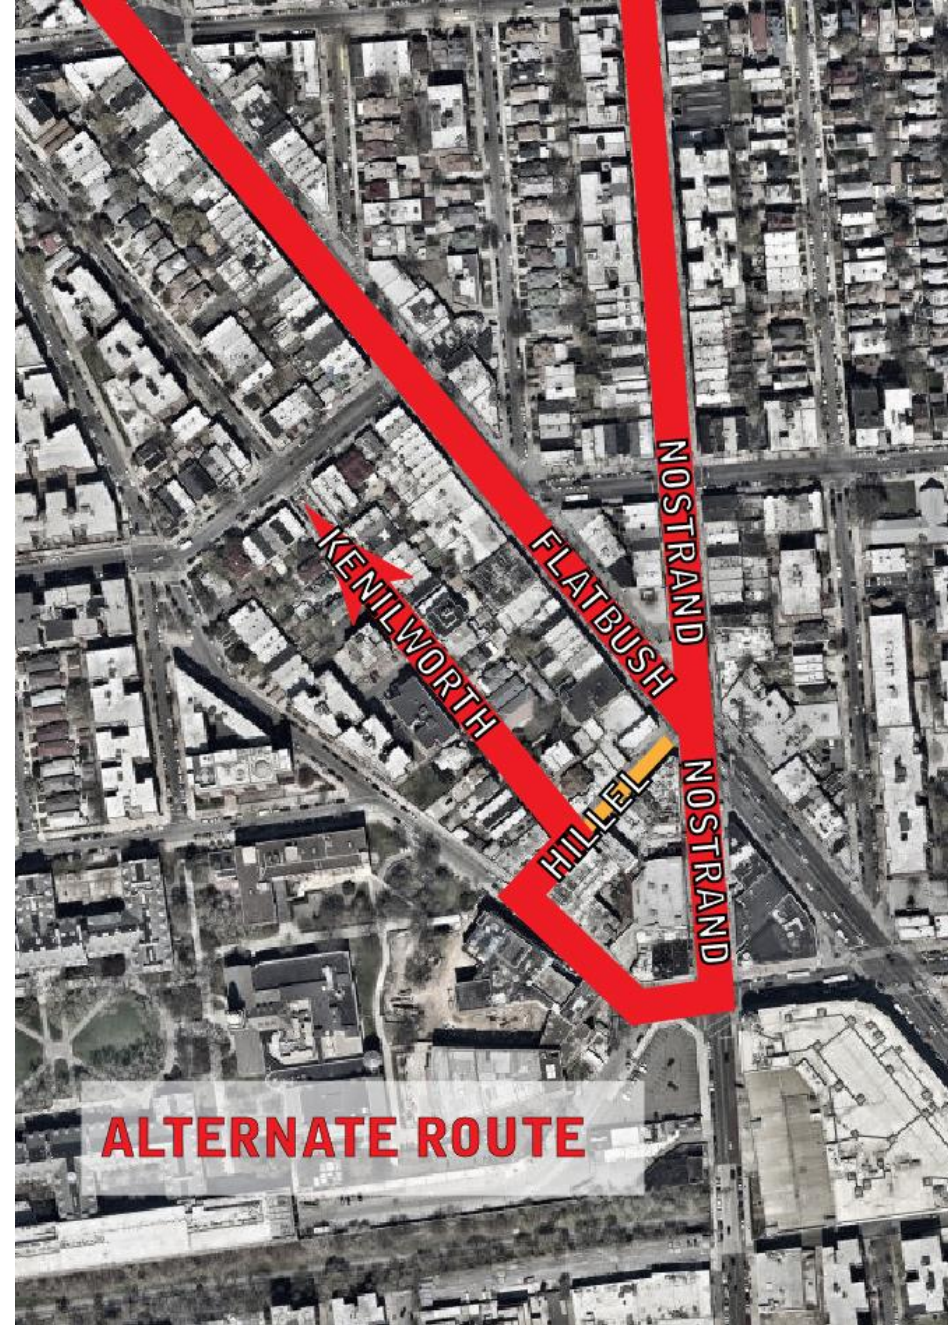 NOSTRAND
FLATBUSH
KENILWORTH
HILLEL
NOSTRAND
ALTERNATE ROUTE